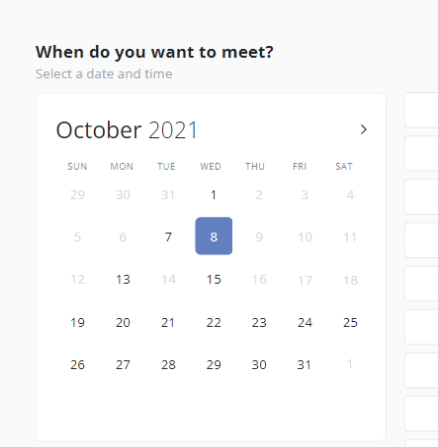 When do you want to meet?
Select a date and time
October 2021 >
SUN MON TUE WED THU FRI SAT
29 30 31 1 2 3 4
5 6 7 8 9 10 11
12 13 14 15 16 17 18
19 20 21 22 23 24 25
26 27 28 29 30 31 1